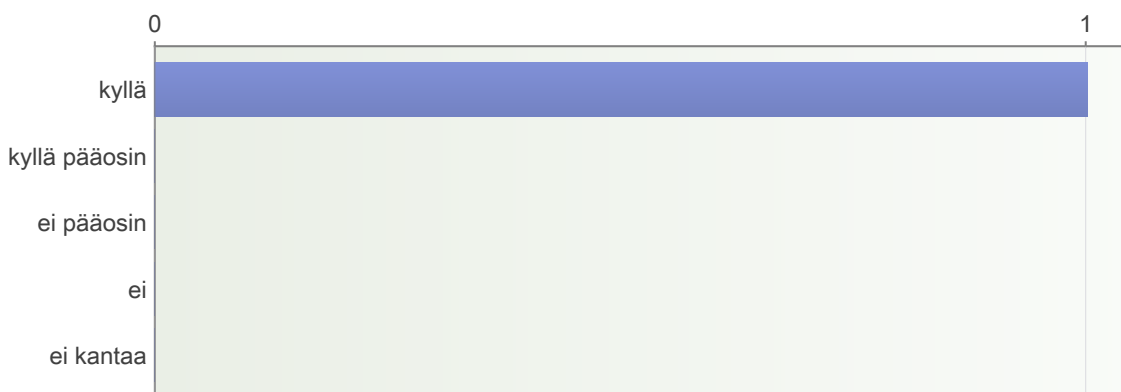 0 1
kyllä
kyllä pääosin
ei pääosin
ei
ei kantaa